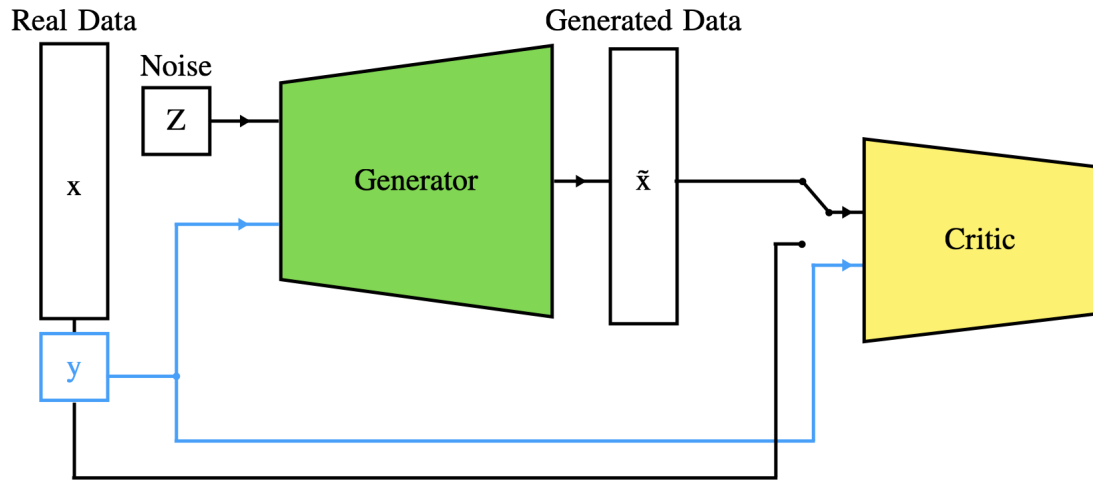 Real Data
Generated Data
Noise
Z
x
Generator
x̃
Critic
y